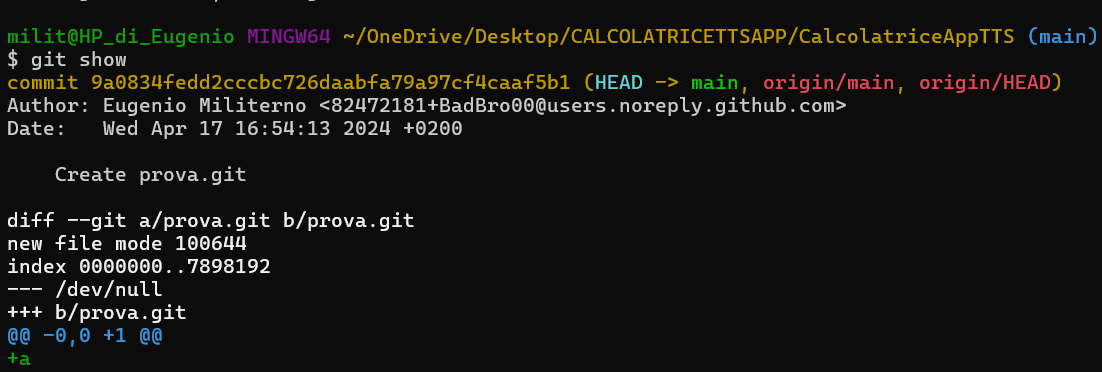 milit@HP_di_Eugenio MINGW64 ~/OneDrive/Desktop/CALCOLATRICETTSAPP/CalcolatriceAppTTS (main)
$ git show
commit 9a0834fedd2cccbc726daabfa79a97cf4caaf5b1 (HEAD -> main, origin/main, origin/HEAD)
Author: Eugenio Militerno <82472181+BadBro00@users.noreply.github.com>
Date:   Wed Apr 17 16:54:13 2024 +0200

    Create prova.git

diff --git a/prova.git b/prova.git
new file mode 100644
index 0000000..7898192
--- /dev/null
+++ b/prova.git
@@ -0,0 +1 @@
+a